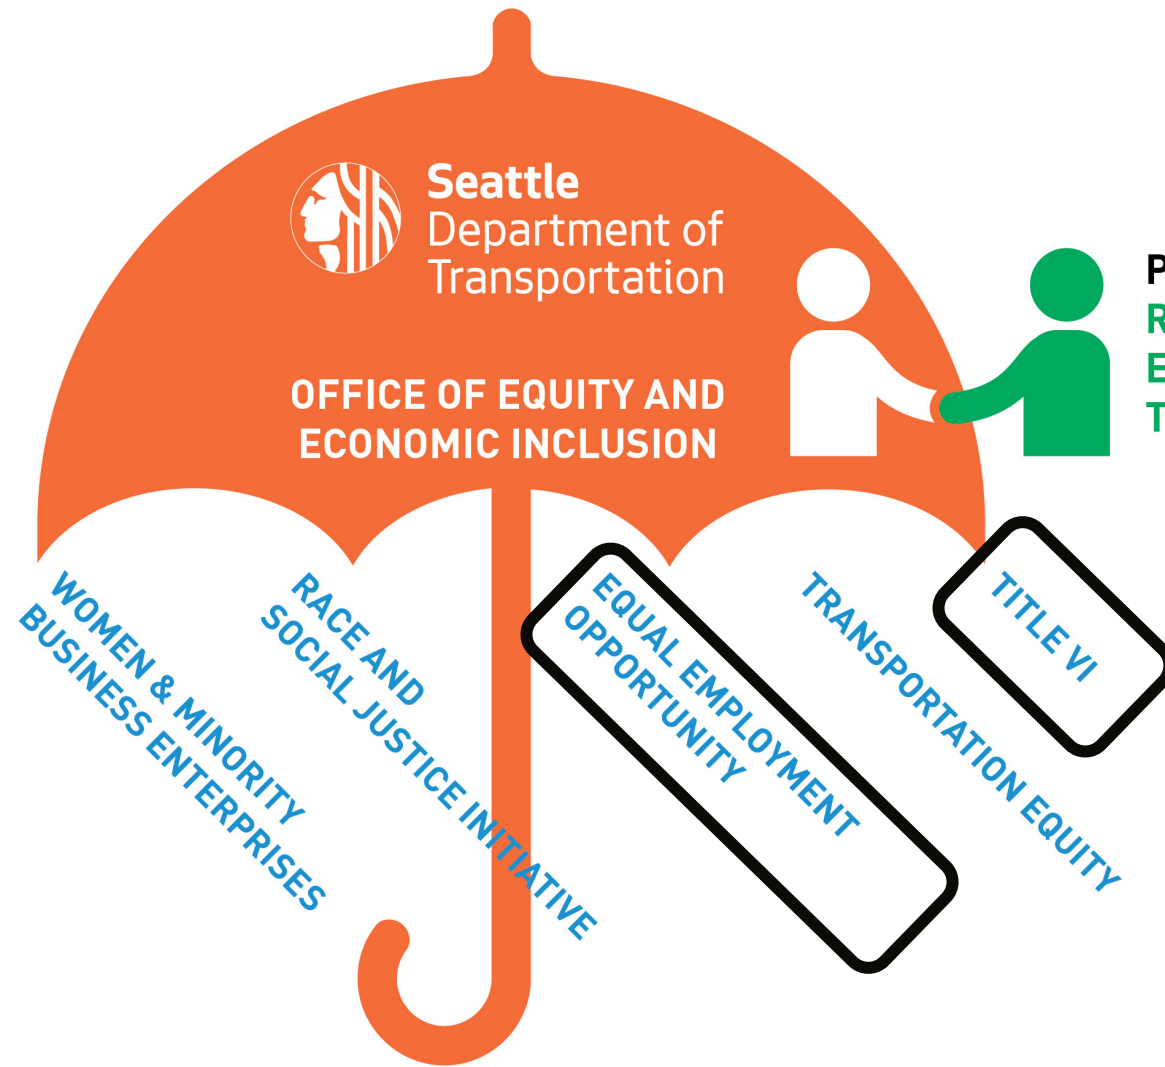 Seattle
Department of
Transportation
OFFICE OF EQUITY AND
ECONOMIC INCLUSION
P
R
E
T
WOMEN & MINORITY
BUSINESS ENTERPRISES
RACE AND
SOCIAL JUSTICE INITIATIVE
EQUAL EMPLOYMENT
OPPORTUNITY
TRANSPORTATION EQUITY
TITLE VI